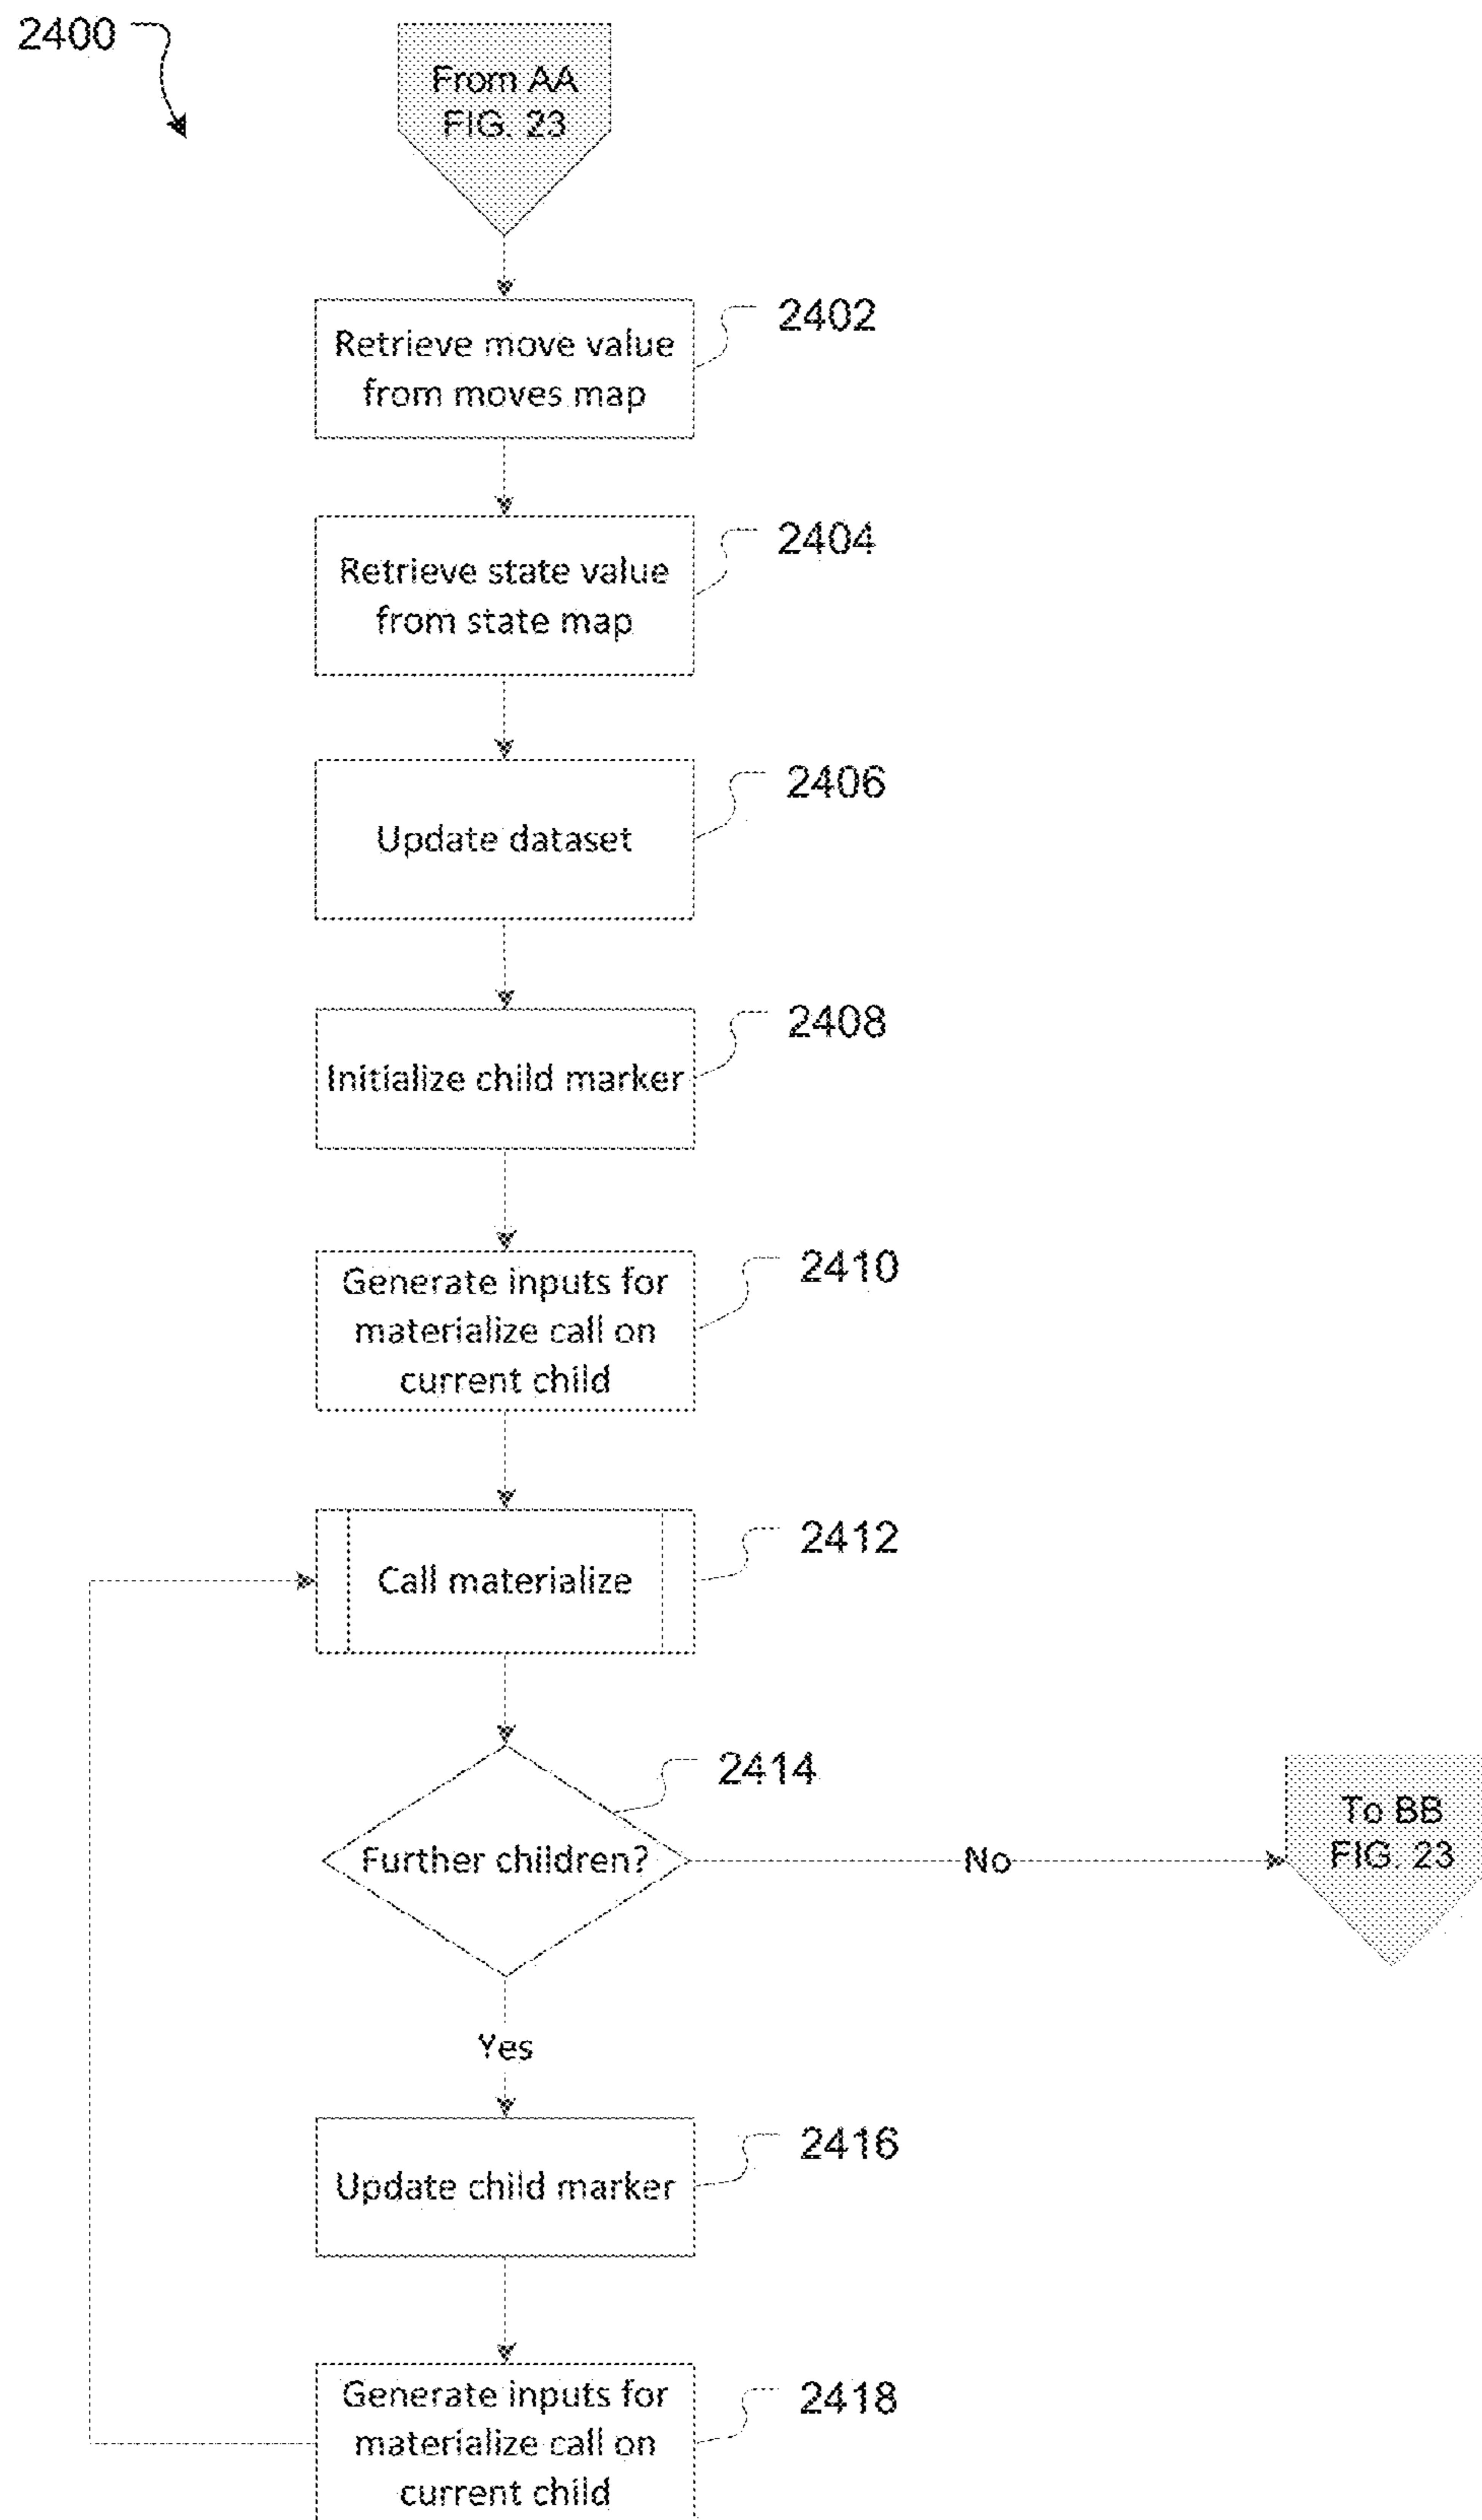 2400
From AA
FIG. 23
Retrieve move value
from moves map
2402
Retrieve state value
from state map
2404
Update dataset
2406
Initialize child marker
2408
Generate inputs for
materialize call on
current child
2410
Call materialize
2412
Further children?
2414
No
To BB
FIG. 23
Yes
Update child marker
2416
Generate inputs for
materialize call on
current child
2418